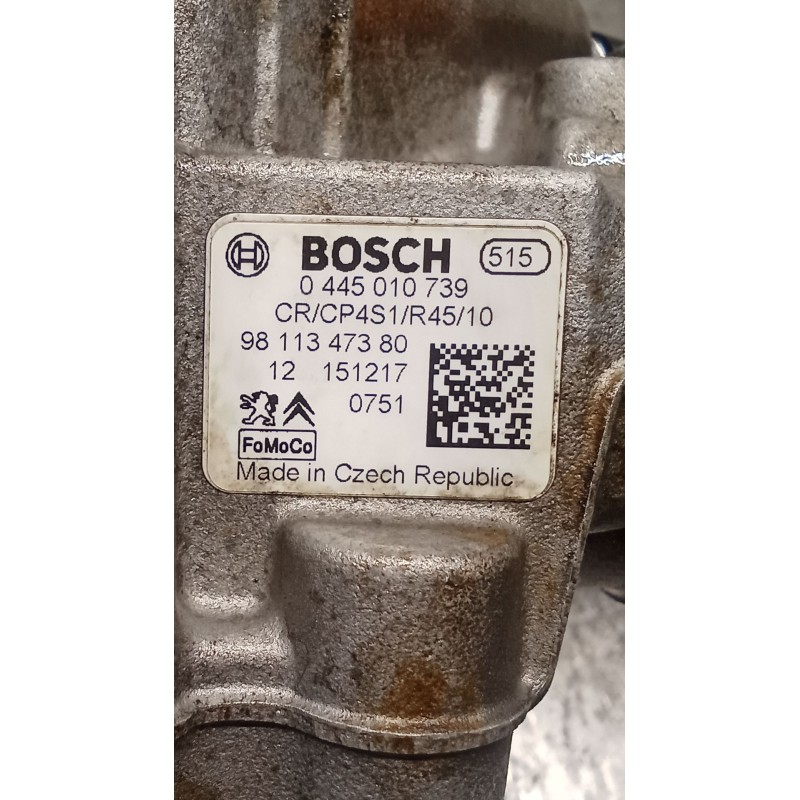 BOSCH 515
0 445 010 739
CR/CP4S1/R45/10
98 113 473 80
12 151217
0751
FoMoCo
Made in Czech Republic